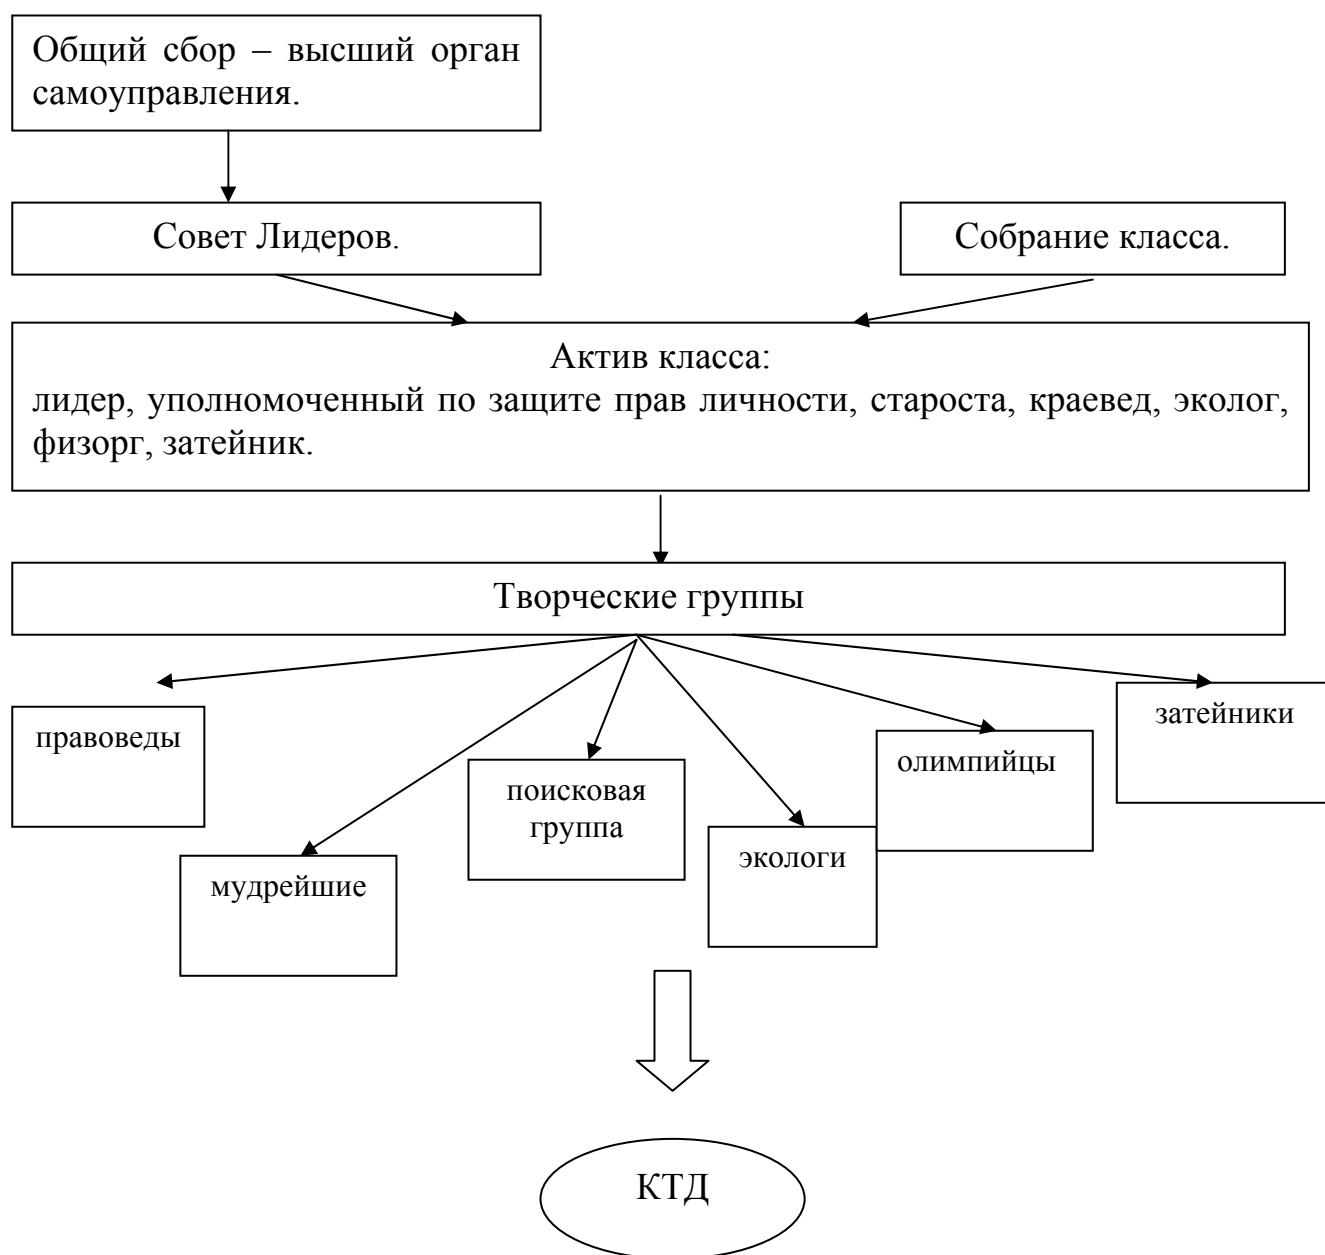 Общий сбор – высший орган
самоуправления.
Совет Лидеров.
Собрание класса.
Актив класса:
лидер, уполномоченный по защите прав личности, староста, краевед, эколог,
физорг, затейник.
Творческие группы
правоведы
мудрейшие
поисковая
группа
экологи
олимпийцы
затейники
КТД